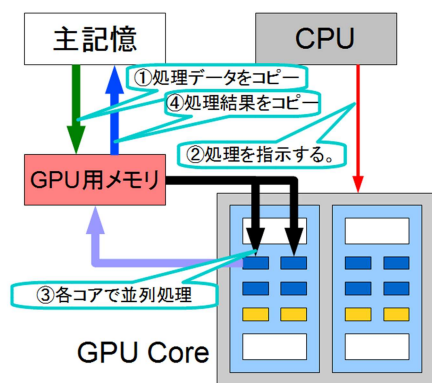 主記憶
CPU
①処理データをコピー
④処理結果をコピー
②処理を指示する。
GPU用メモリ
③各コアで並列処理
GPU Core